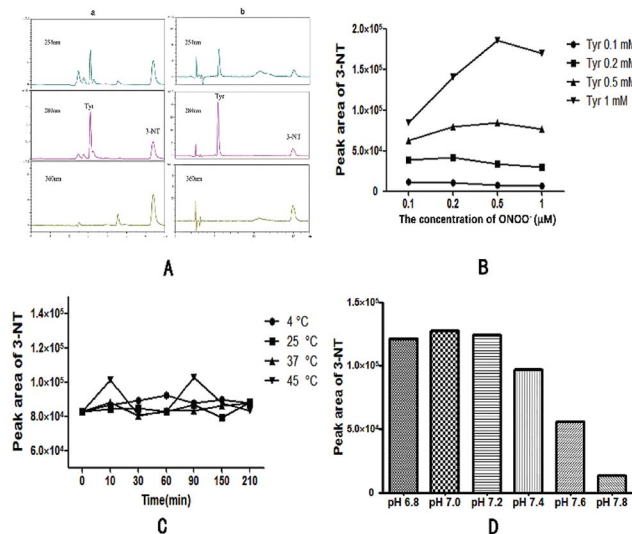 a
b
254nm
254nm
Tyr
Tyr
280nm
3-NT
3-NT
360nm
360nm
A
Peak area of 3-NT
2.0×10⁵
1.5×10⁵
1.0×10⁵
5.0×10⁴
0
0.1 0.2 0.5 1
The concentration of ONOO⁻ (μM)
Tyr 0.1 mM
Tyr 0.2 mM
Tyr 0.5 mM
Tyr 1 mM
B
Peak area of 3-NT
1.4×10⁵
1.2×10⁵
1.0×10⁵
8.0×10⁴
6.0×10⁴
0 10 30 60 90 150 210
Time(min)
4 °C
25 °C
37 °C
45 °C
C
Peak area of 3-NT
1.5×10⁵
1.0×10⁵
5.0×10⁴
0
pH 6.8 pH 7.0 pH 7.2 pH 7.4 pH 7.6 pH 7.8
D